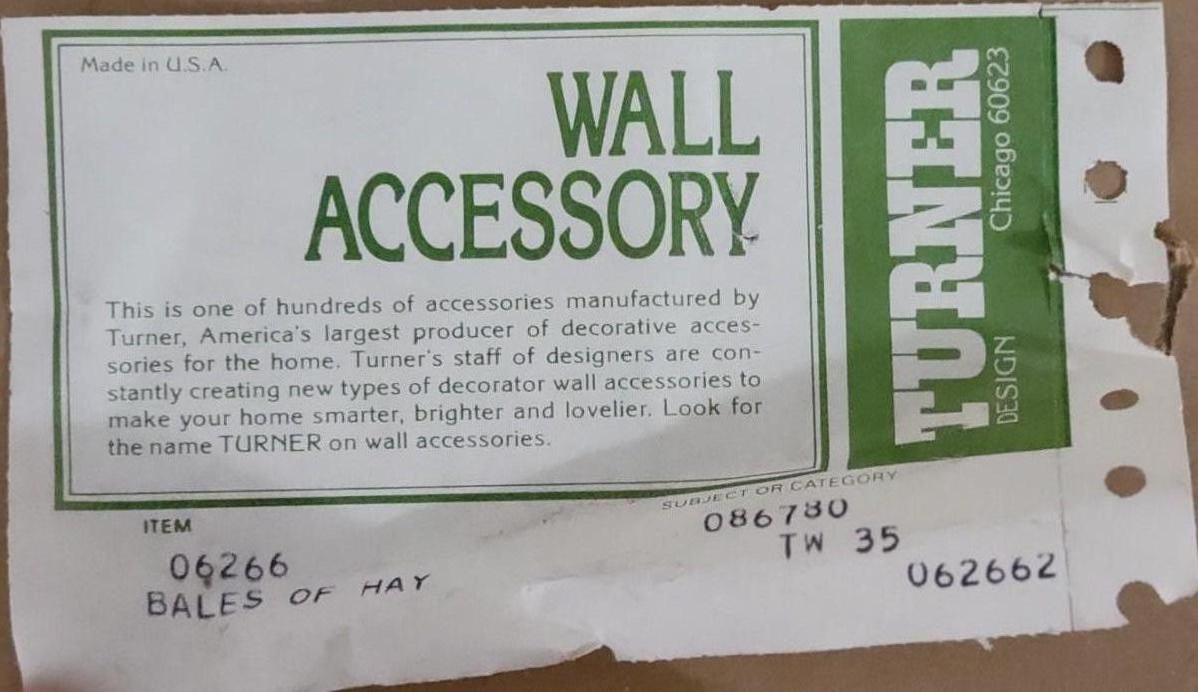 Made in U.S.A.
WALL
ACCESSORY
This is one of hundreds of accessories manufactured by
Turner, America's largest producer of decorative acces-
sories for the home. Turner's staff of designers are con-
stantly creating new types of decorator wall accessories to
make your home smarter, brighter and lovelier. Look for
the name TURNER on wall accessories.
TURNER
DESIGN Chicago 60623
ITEM
06266
BALES OF HAY
SUBJECT OR CATEGORY
086780
TW 35
062662